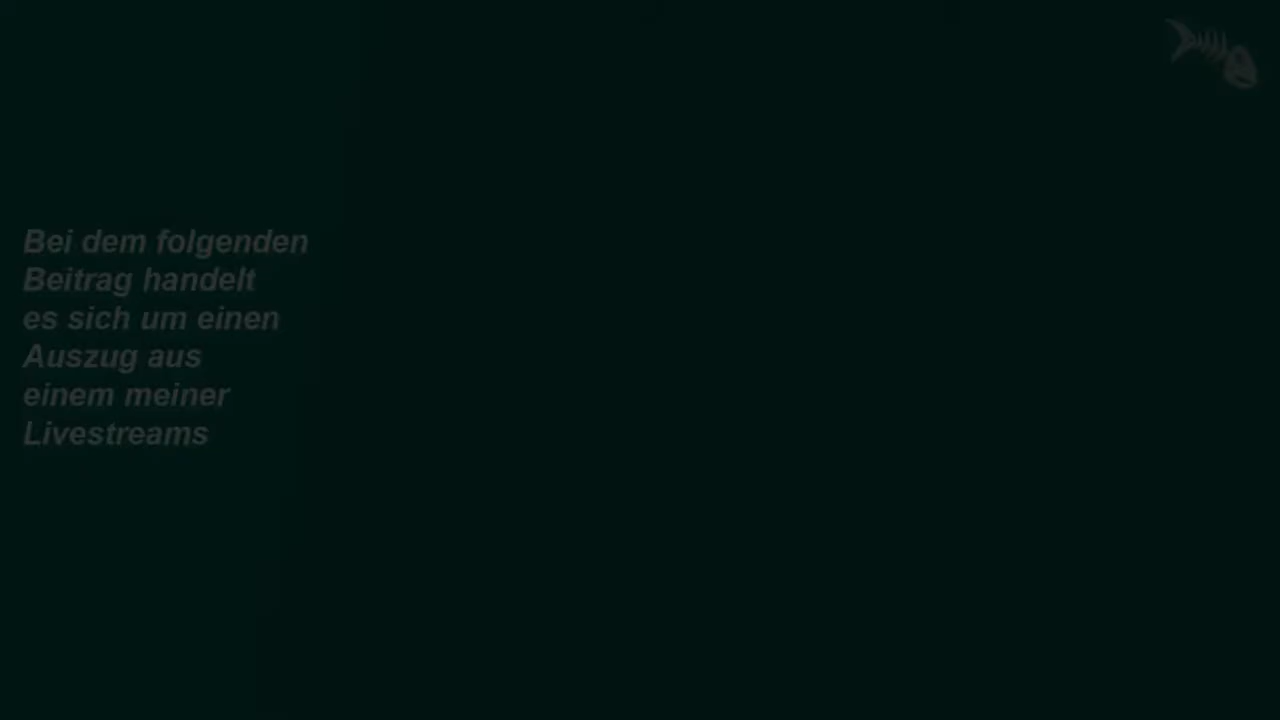 Bei dem folgenden
Beitrag handelt
es sich um einen
Auszug aus
einem meiner
Livestreams